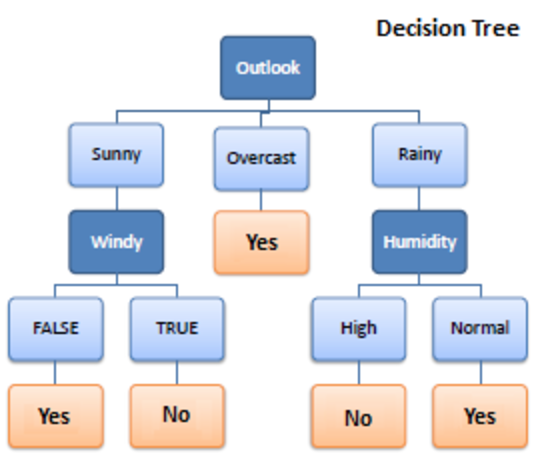 Decision Tree
Outlook
Sunny
Overcast
Rainy
Windy
Yes
Humidity
FALSE
TRUE
High
Normal
Yes
No
No
Yes